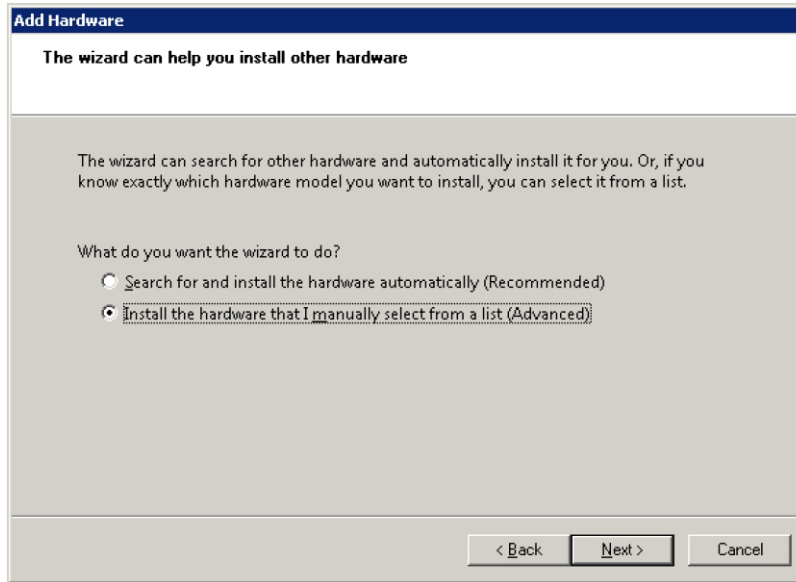 Add Hardware
The wizard can help you install other hardware
The wizard can search for other hardware and automatically install it for you. Or, if you
know exactly which hardware model you want to install, you can select it from a list.
What do you want the wizard to do?
Search for and install the hardware automatically (Recommended)
Install the hardware that I manually select from a list (Advanced)
< Back
Next >
Cancel